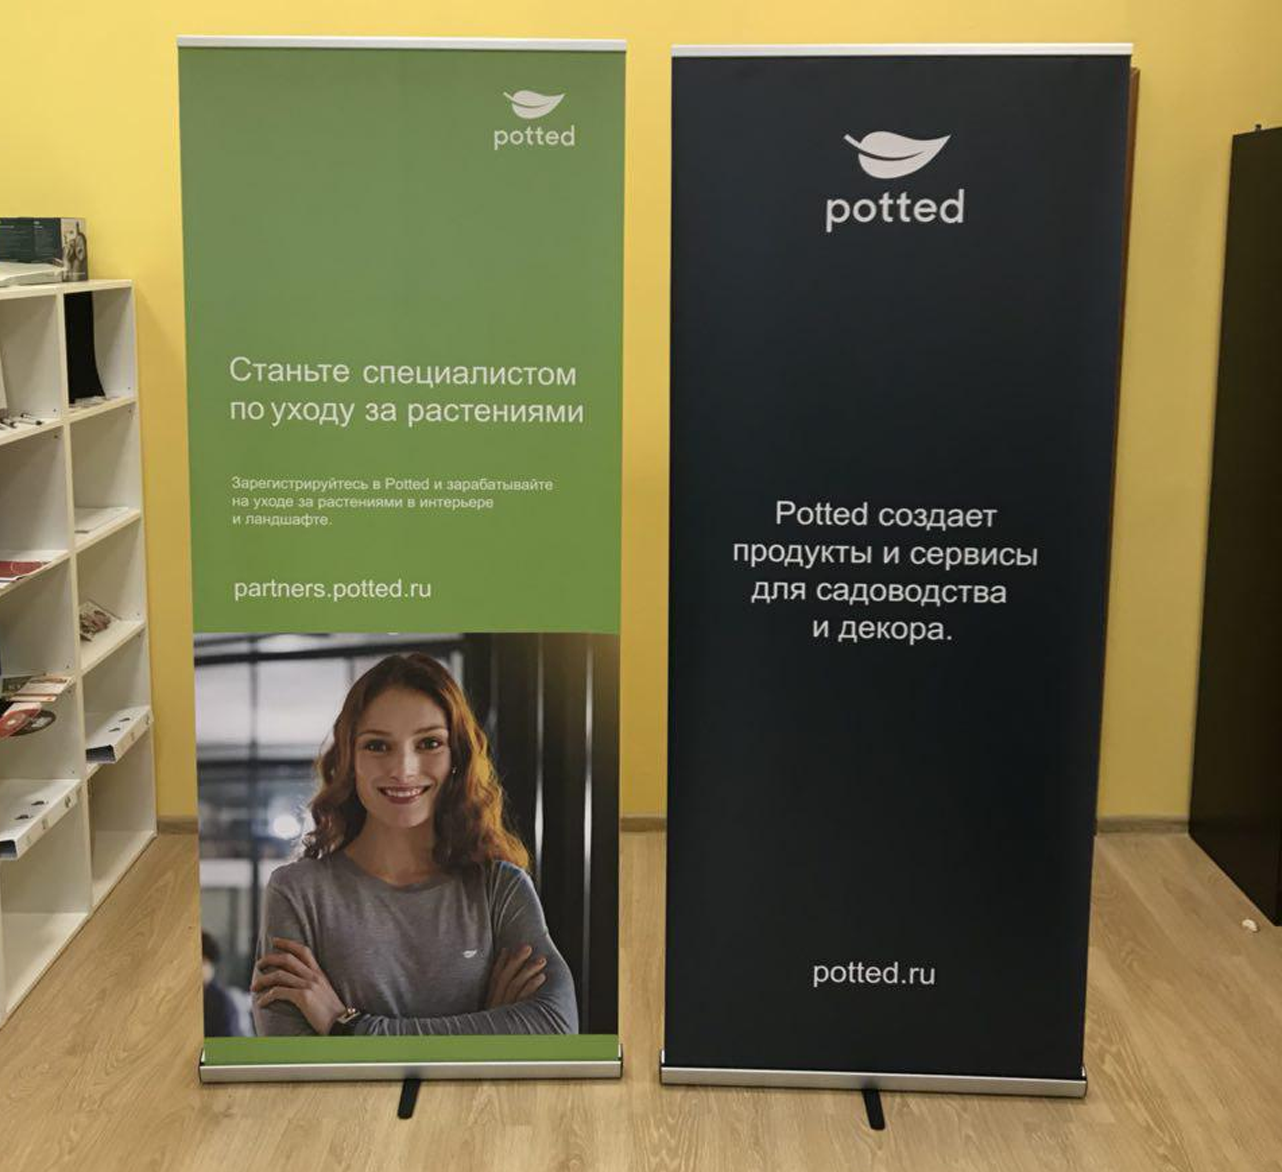 potted
Станьте специалистом
по уходу за растениями
Зарегистрируйтесь в Potted и зарабатывайте
на уходе за растениями в интерьере
и ландшафте.
partners.potted.ru
potted
Potted создает
продукты и сервисы
для садоводства
и декора.
potted.ru